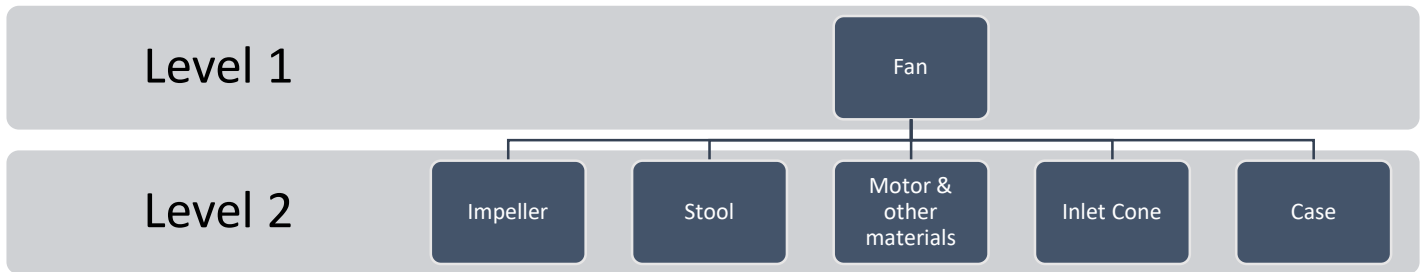 Level 1
Fan
Level 2
Impeller
Stool
Motor &
other
materials
Inlet Cone
Case